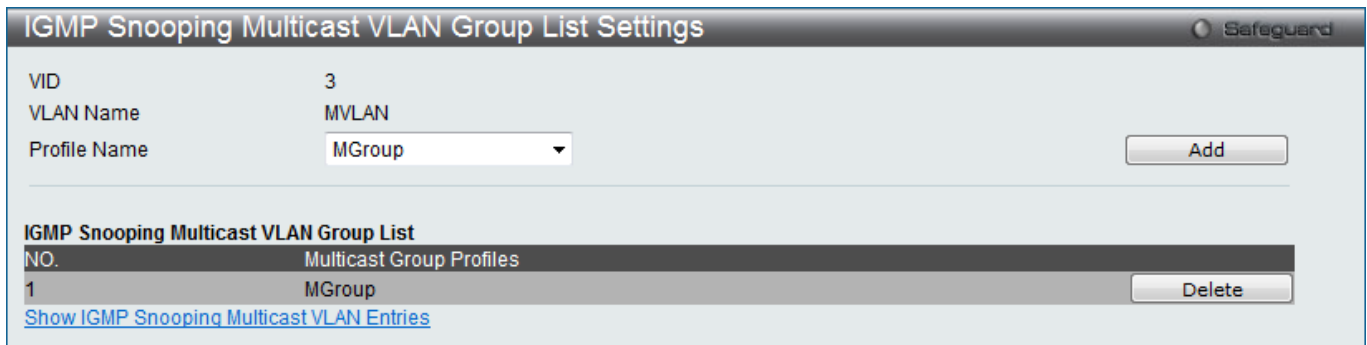 IGMP Snooping Multicast VLAN Group List Settings
Safeguard
VID 3
VLAN Name MVLAN
Profile Name MGroup Add
IGMP Snooping Multicast VLAN Group List
NO. Multicast Group Profiles
1 MGroup Delete
Show IGMP Snooping Multicast VLAN Entries